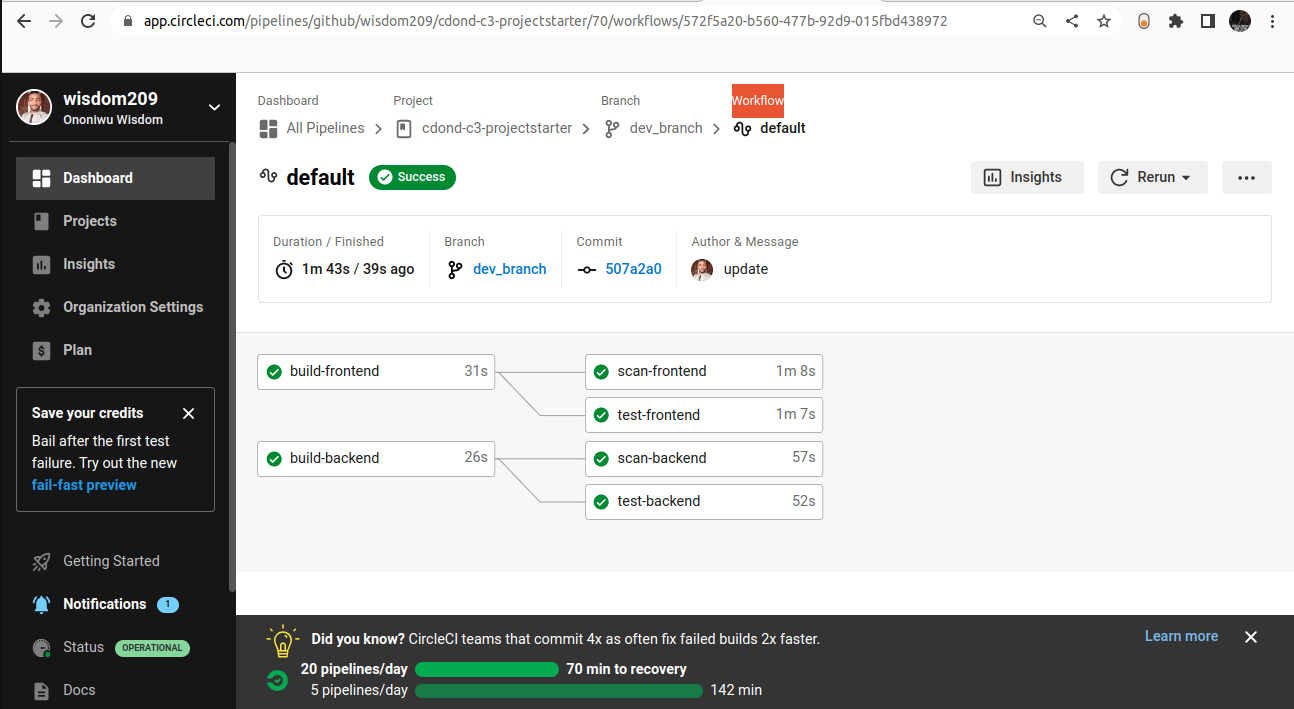 app.circleci.com/pipelines/github/wisdom209/cdond-c3-projectstarter/70/workflows/572f5a20-b560-477b-92d9-015fbd438972
wisdom209
Ononiwu Wisdom
Dashboard
Projects
Insights
Organization Settings
Plan
Save your credits
Bail after the first test
failure. Try out the new
fail-fast preview
Getting Started
Notifications 1
Status OPERATIONAL
Docs
Dashboard Project Branch Workflow
All Pipelines cdond-c3-projectstarter dev_branch default
default Success Insights Rerun
Duration / Finished Branch Commit Author & Message
1m 43s / 39s ago dev_branch 507a2a0 update
build-frontend 31s scan-frontend 1m 8s
test-frontend 1m 7s
build-backend 26s scan-backend 57s
test-backend 52s
Did you know? CircleCI teams that commit 4x as often fix failed builds 2x faster. Learn more
20 pipelines/day 70 min to recovery
5 pipelines/day 142 min